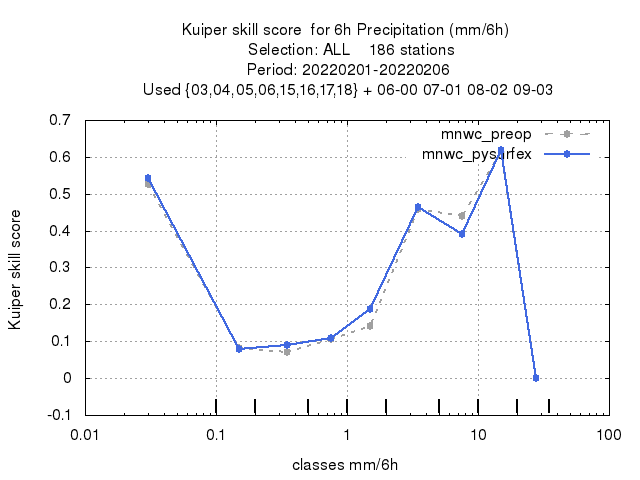 Kuiper skill score  for 6h Precipitation (mm/6h)
Selection: ALL    186 stations
Period: 20220201-20220206
Used {03,04,05,06,15,16,17,18} + 06-00 07-01 08-02 09-03
mnwc_preop
mnwc_pysurfex
Kuiper skill score
0.7
0.6
0.5
0.4
0.3
0.2
0.1
0
-0.1
0.01 0.1 1 10 100
classes mm/6h